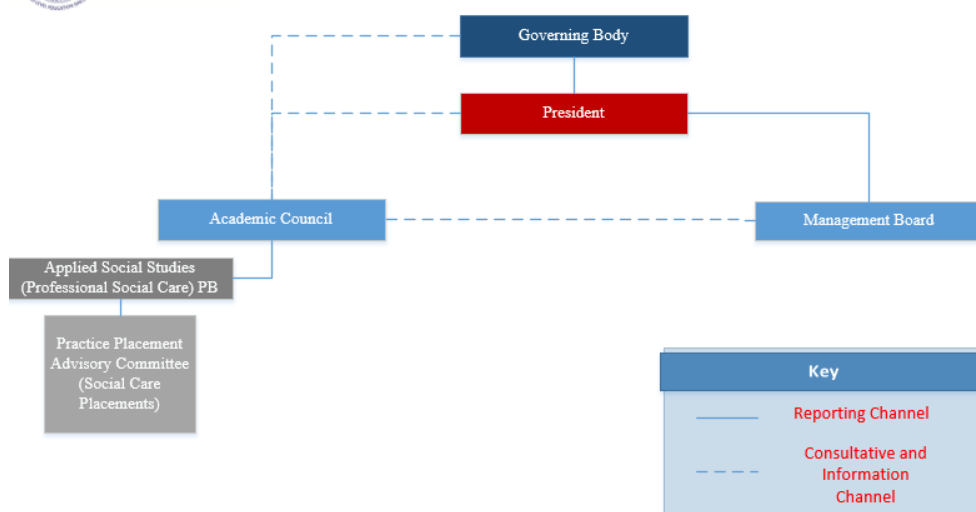 Governing Body
President
Academic Council
Management Board
Applied Social Studies
(Professional Social Care) PB
Practice Placement
Advisory Committee
(Social Care
Placements)
Key
Reporting Channel
Consultative and
Information
Channel